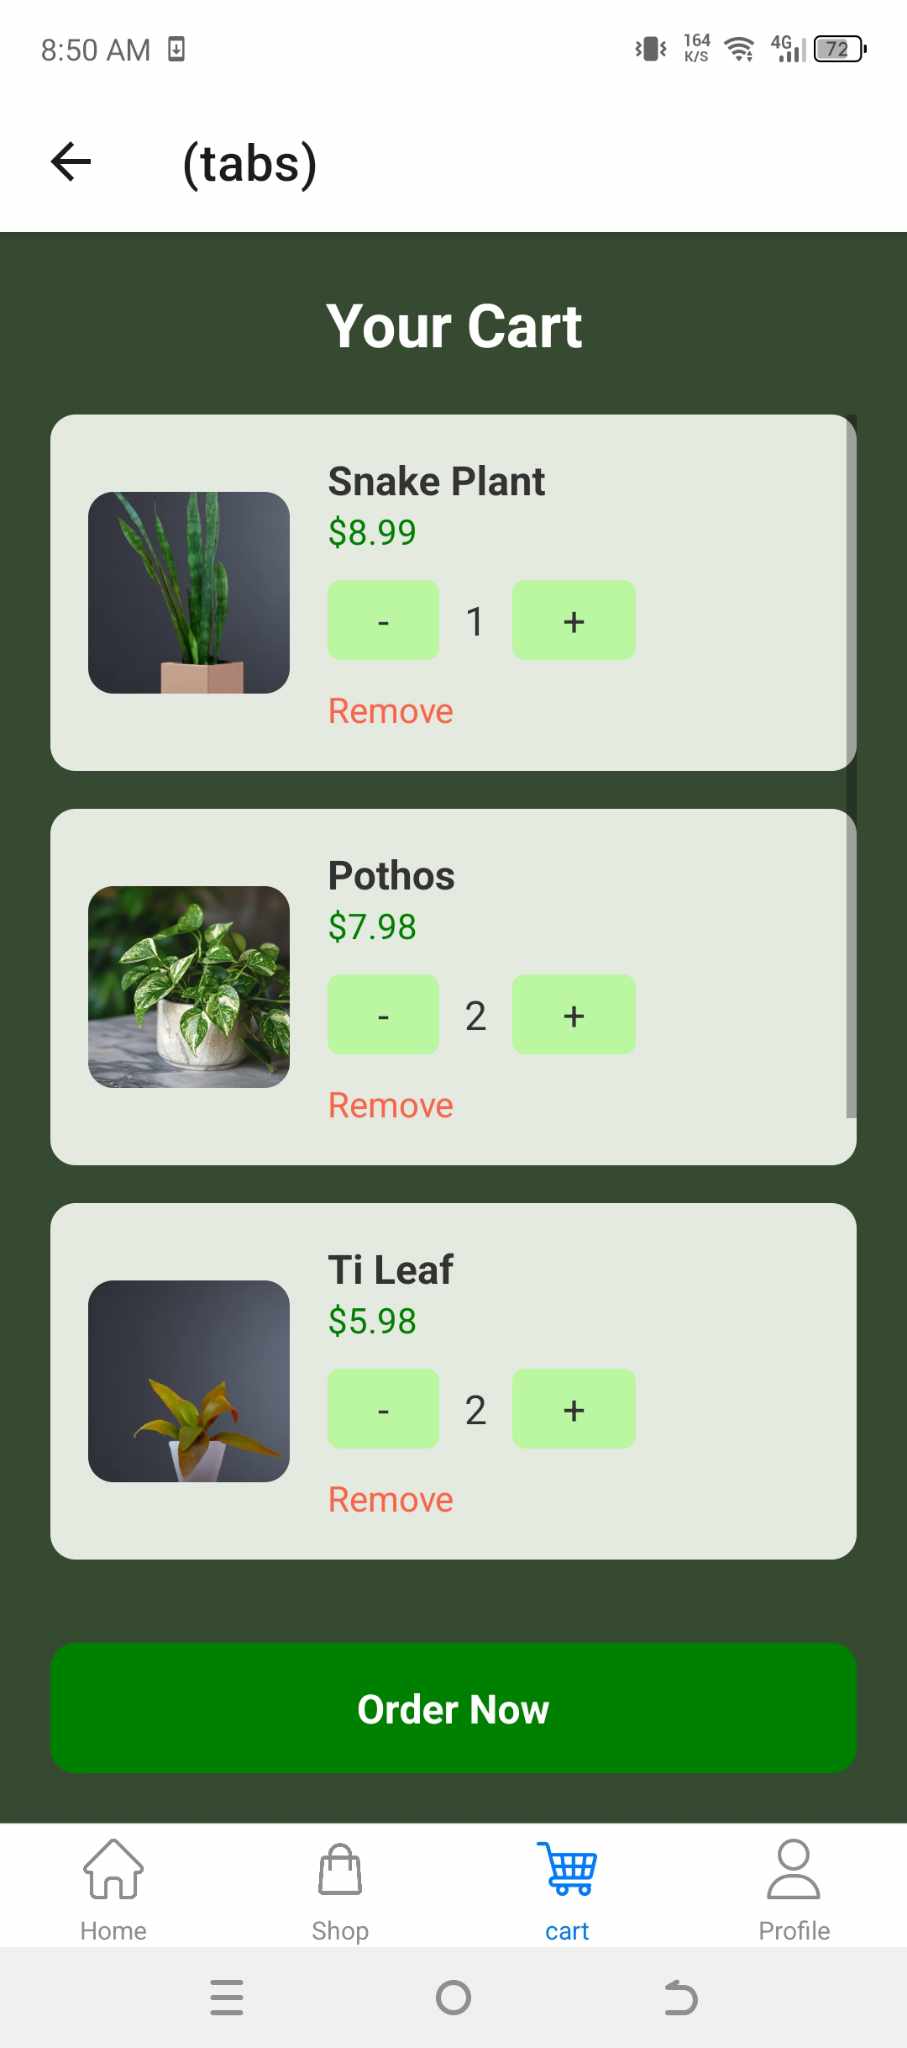 8:50 AM 164 K/S 4G 72
(tabs)
Your Cart
Snake Plant
$8.99
- 1 +
Remove
Pothos
$7.98
- 2 +
Remove
Ti Leaf
$5.98
- 2 +
Remove
Order Now
Home Shop cart Profile